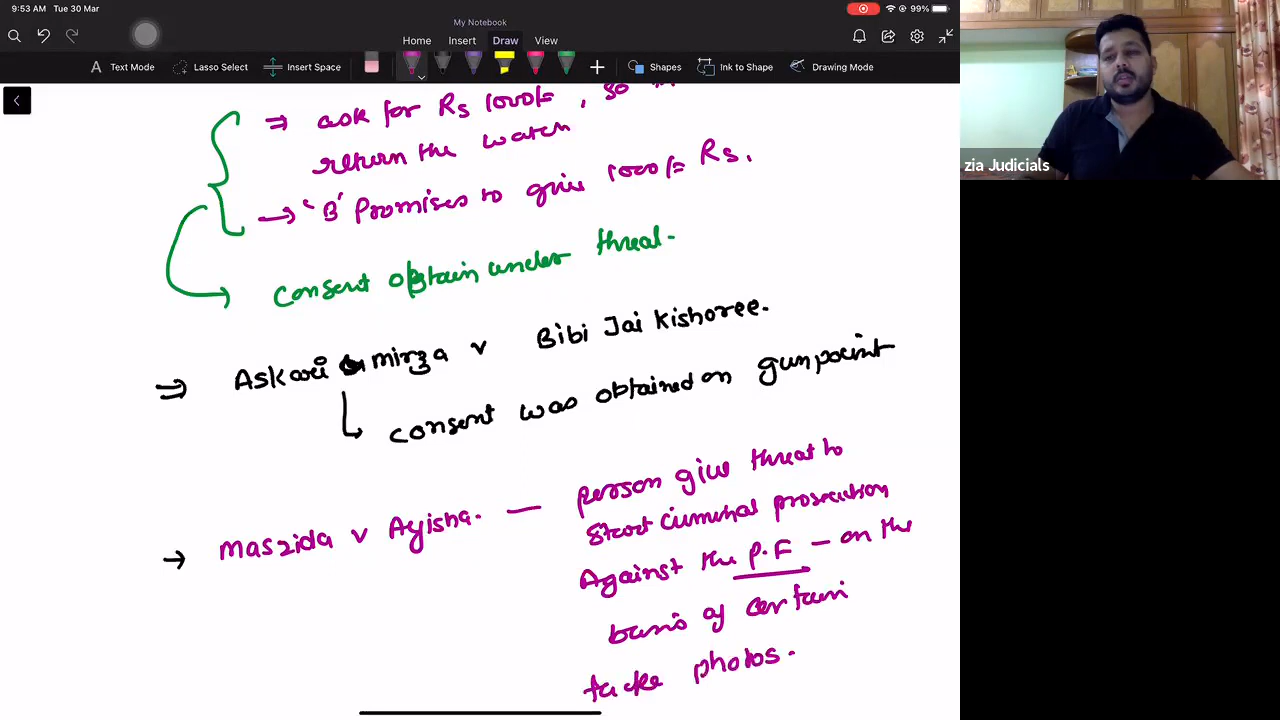 9:53 AM Tue 30 Mar
99%
My Notebook
Home Insert Draw View
Text Mode Lasso Select Insert Space Shapes Ink to Shape Drawing Mode
⇒ ask for Rs 1000/= , so
return the watch
→ 'B' Promises to give 1000/= Rs.
Consent obtain under threat.
⇒ Askari mirza v Bibi Jai Kishoree.
consent was obtained on gunpoint
→ Maszida v Ayisha. — person give threat to
start criminal prosecution
Against the P.F — on the
basis of certain
photos.
zia Judicials